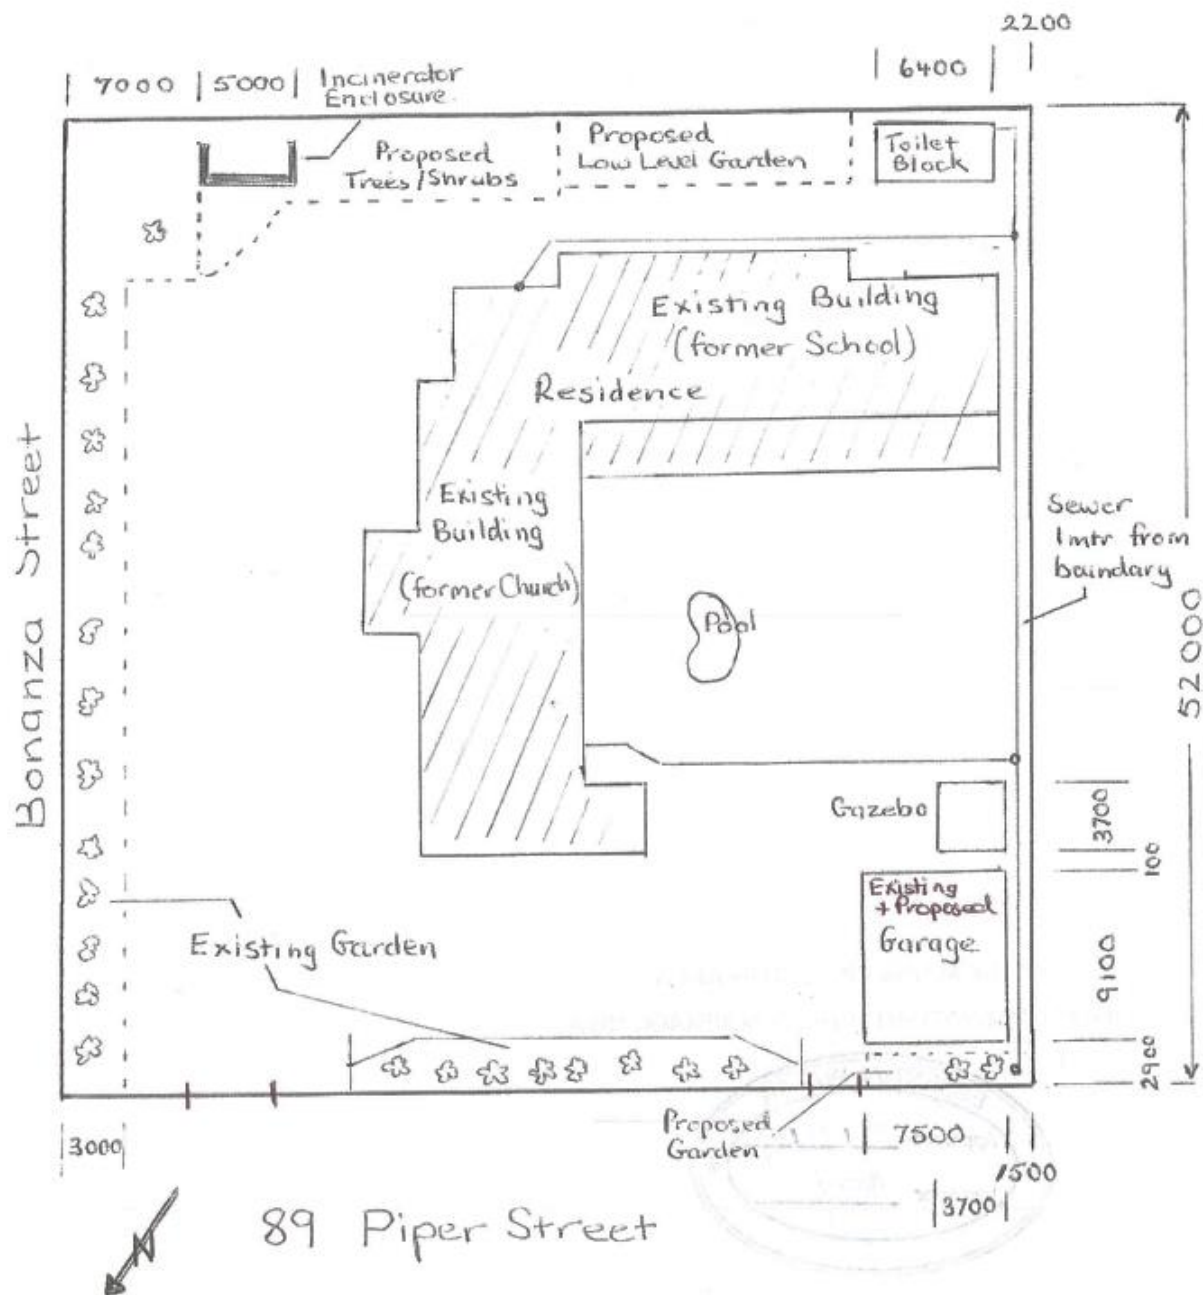 2200
7000
5000
Incinerator
Enclosure
6400
Proposed
Trees/Shrubs
Proposed
Low Level Garden
Toilet
Block
Existing Building
(former School)
Residence
Existing
Building
(former Church)
Bonanza Street
Pool
Sewer
1mtr from
boundary
52000
Gazebo
3700
100
Existing
+ Proposed
Garage
9100
Existing Garden
2900
3000
Proposed
Garden
7500
1500
3700
N
89 Piper Street